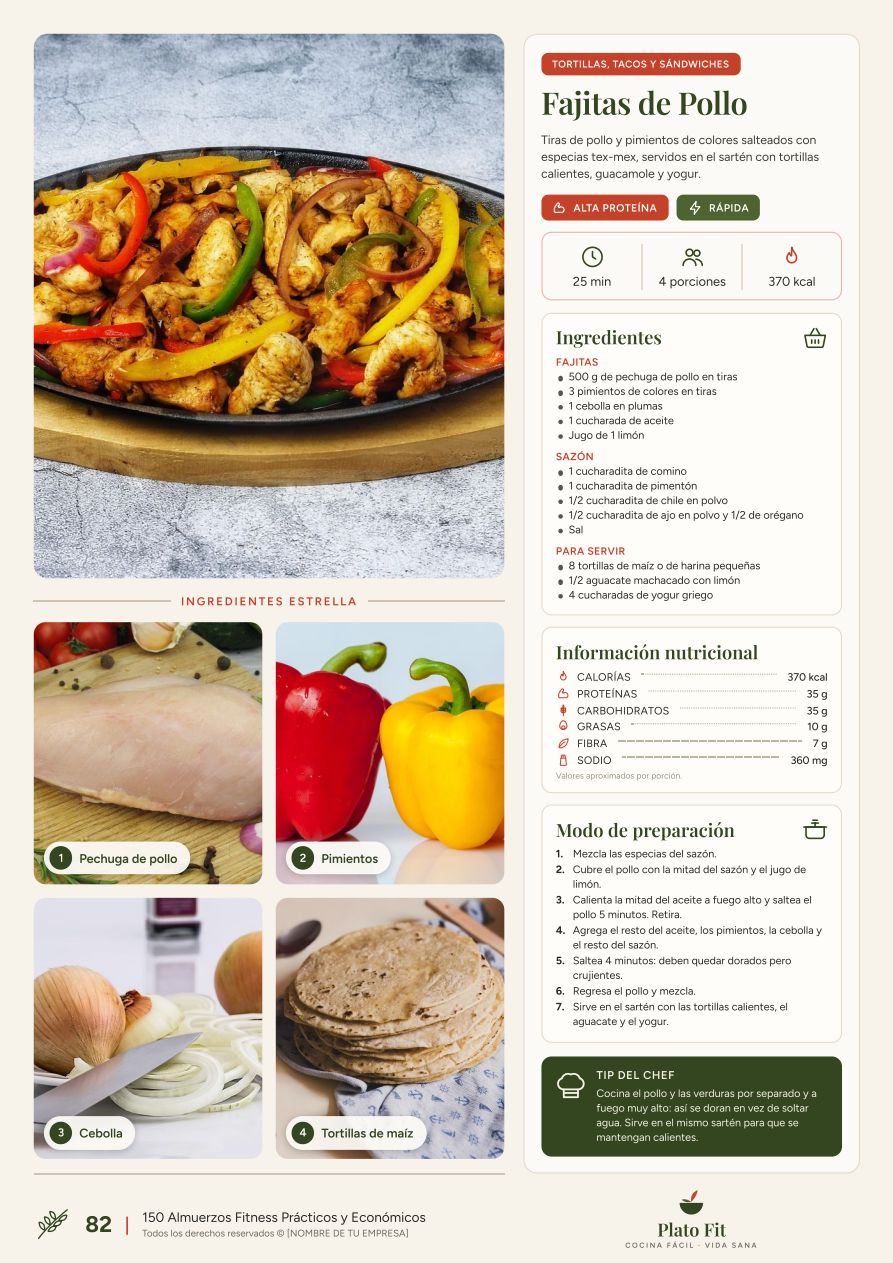 TORTILLAS, TACOS Y SÁNDWICHES
Fajitas de Pollo
Tiras de pollo y pimientos de colores salteados con
especias tex-mex, servidos en el sartén con tortillas
calientes, guacamole y yogur.
ALTA PROTEÍNA
RÁPIDA
25 min
4 porciones
370 kcal
Ingredientes
FAJITAS
• 500 g de pechuga de pollo en tiras
• 3 pimientos de colores en tiras
• 1 cebolla en plumas
• 1 cucharada de aceite
• Jugo de 1 limón
SAZÓN
• 1 cucharadita de comino
• 1 cucharadita de pimentón
• 1/2 cucharadita de chile en polvo
• 1/2 cucharadita de ajo en polvo y 1/2 de orégano
• Sal
PARA SERVIR
• 8 tortillas de maíz o de harina pequeñas
• 1/2 aguacate machacado con limón
• 4 cucharadas de yogur griego
Información nutricional
CALORÍAS 370 kcal
PROTEÍNAS 35 g
CARBOHIDRATOS 35 g
GRASAS 10 g
FIBRA 7 g
SODIO 360 mg
Valores aproximados por porción.
Modo de preparación
1. Mezcla las especias del sazón.
2. Cubre el pollo con la mitad del sazón y el jugo de
limón.
3. Calienta la mitad del aceite a fuego alto y saltea el
pollo 5 minutos. Retira.
4. Agrega el resto del aceite, los pimientos, la cebolla y
el resto del sazón.
5. Saltea 4 minutos: deben quedar dorados pero
crujientes.
6. Regresa el pollo y mezcla.
7. Sirve en el sartén con las tortillas calientes, el
aguacate y el yogur.
TIP DEL CHEF
Cocina el pollo y las verduras por separado y a
fuego muy alto: así se doran en vez de soltar
agua. Sirve en el mismo sartén para que se
mantengan calientes.
INGREDIENTES ESTRELLA
1 Pechuga de pollo
2 Pimientos
3 Cebolla
4 Tortillas de maíz
82
150 Almuerzos Fitness Prácticos y Económicos
Todos los derechos reservados © [NOMBRE DE TU EMPRESA]
Plato Fit
COCINA FÁCIL · VIDA SANA